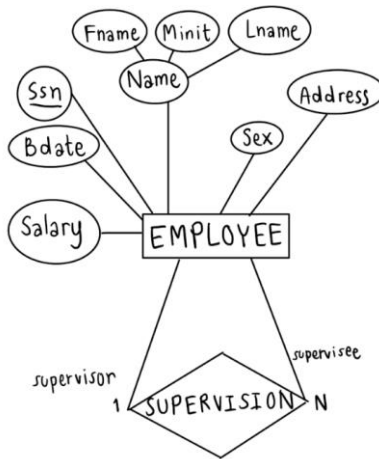 Fname Minit Lname
Name
Ssn
Address
Bdate
Sex
Salary
EMPLOYEE
supervisor
supervisee
1 SUPERVISION N